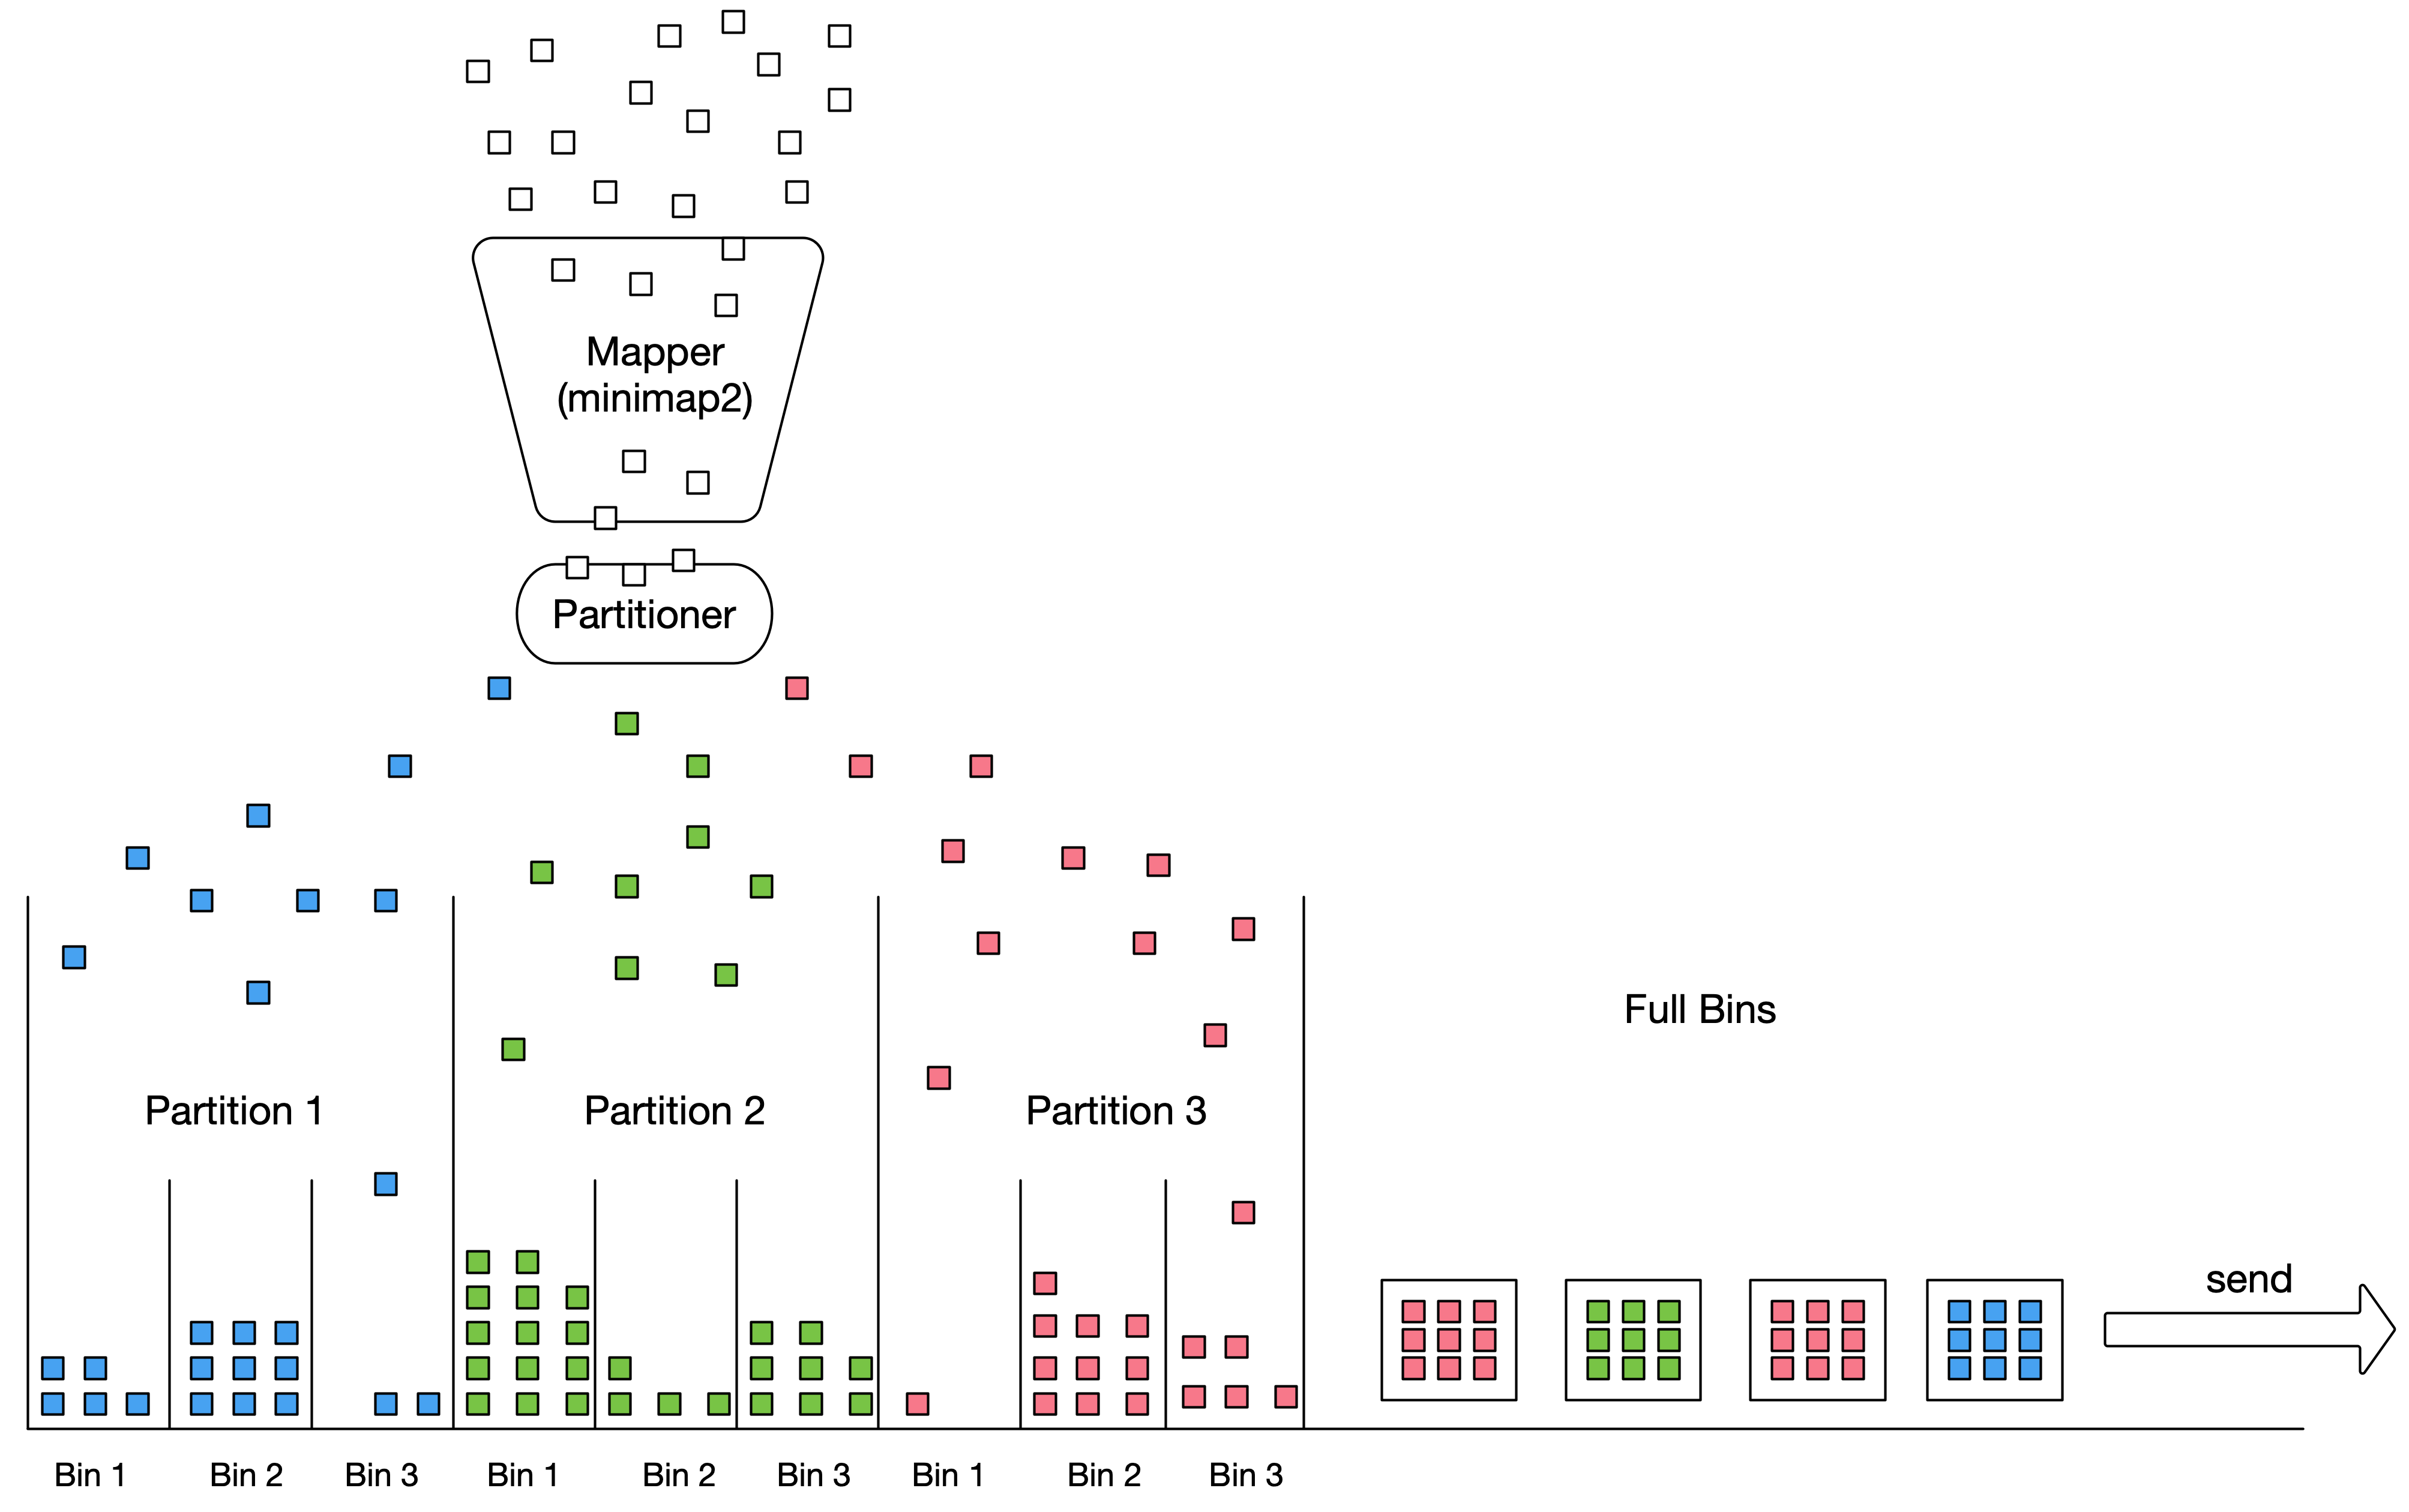 Mapper
(minimap2)
Partitioner
Full Bins
Partition 1
Partition 2
Partition 3
send
Bin 1
Bin 2
Bin 3
Bin 1
Bin 2
Bin 3
Bin 1
Bin 2
Bin 3